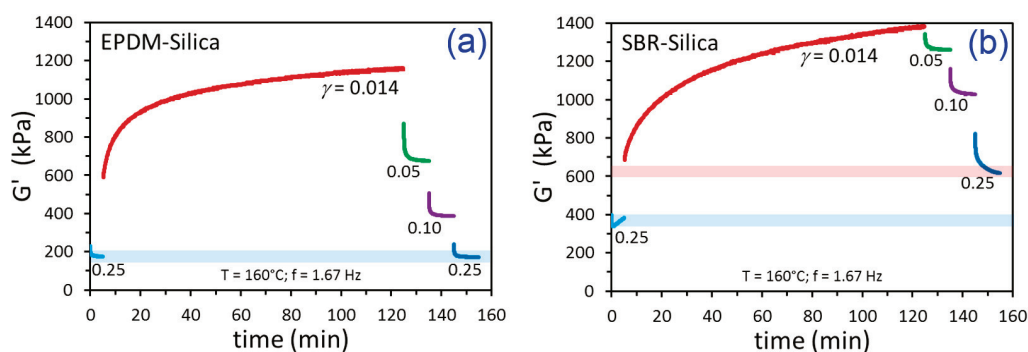 EPDM-Silica
(a)
G' (kPa)
1400
1200
1000
800
600
400
200
0
γ = 0.014
0.05
0.10
0.25
0.25
T = 160°C; f = 1.67 Hz
0 20 40 60 80 100 120 140 160
time (min)
SBR-Silica
(b)
G' (kPa)
1400
1200
1000
800
600
400
200
0
γ = 0.014
0.05
0.10
0.25
0.25
T = 160°C; f = 1.67 Hz
0 20 40 60 80 100 120 140 160
time (min)